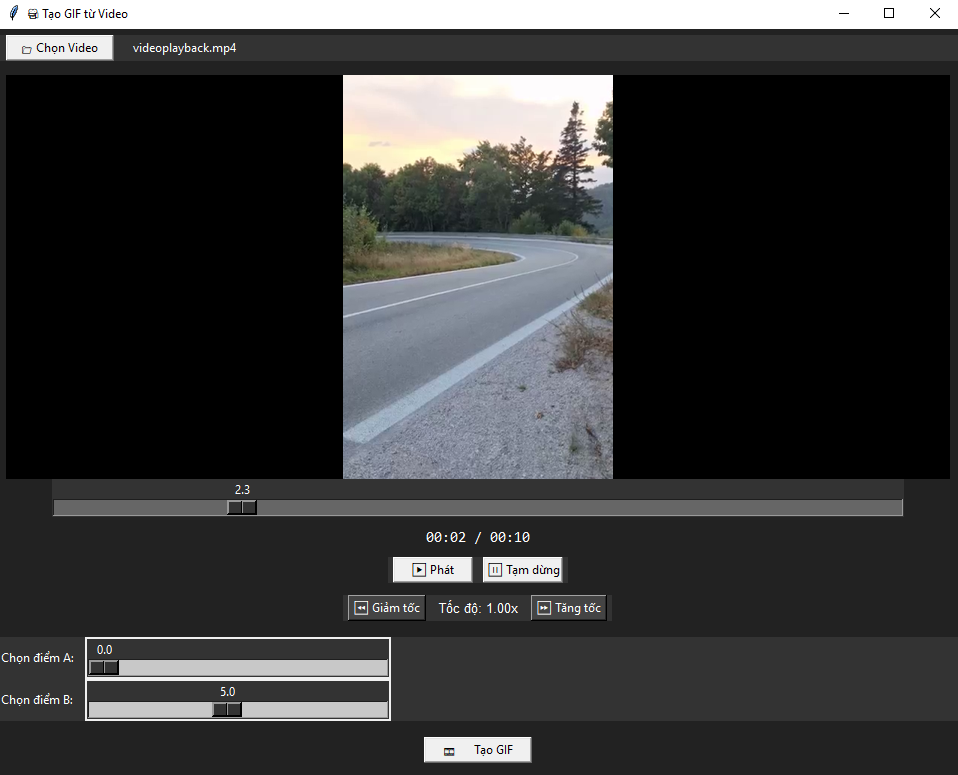 Tạo GIF từ Video
Chọn Video videoplayback.mp4
2.3
00:02 / 00:10
Phát Tạm dừng
Giảm tốc Tốc độ: 1.00x Tăng tốc
0.0
Chọn điểm A:
5.0
Chọn điểm B:
Tạo GIF